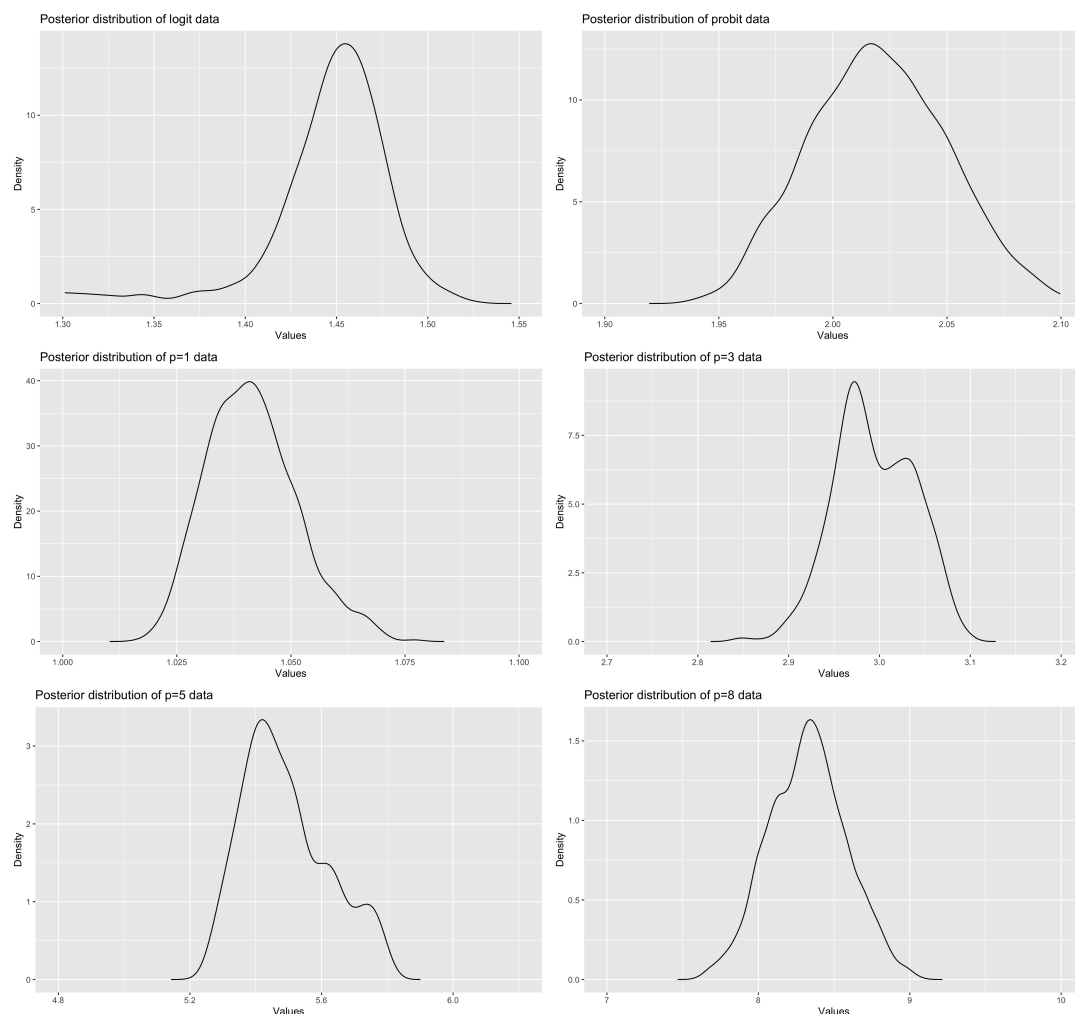 Posterior distribution of logit data
Density
10
5
0
1.30 1.35 1.40 1.45 1.50 1.55
Values
Posterior distribution of probit data
Density
10
5
0
1.90 1.95 2.00 2.05 2.10
Values
Posterior distribution of p=1 data
Density
40
30
20
10
0
1.000 1.025 1.050 1.075 1.100
Values
Posterior distribution of p=3 data
Density
7.5
5.0
2.5
0.0
2.7 2.8 2.9 3.0 3.1 3.2
Values
Posterior distribution of p=5 data
Density
3
2
1
0
4.8 5.2 5.6 6.0
Values
Posterior distribution of p=8 data
Density
1.5
1.0
0.5
0.0
7 8 9 10
Values